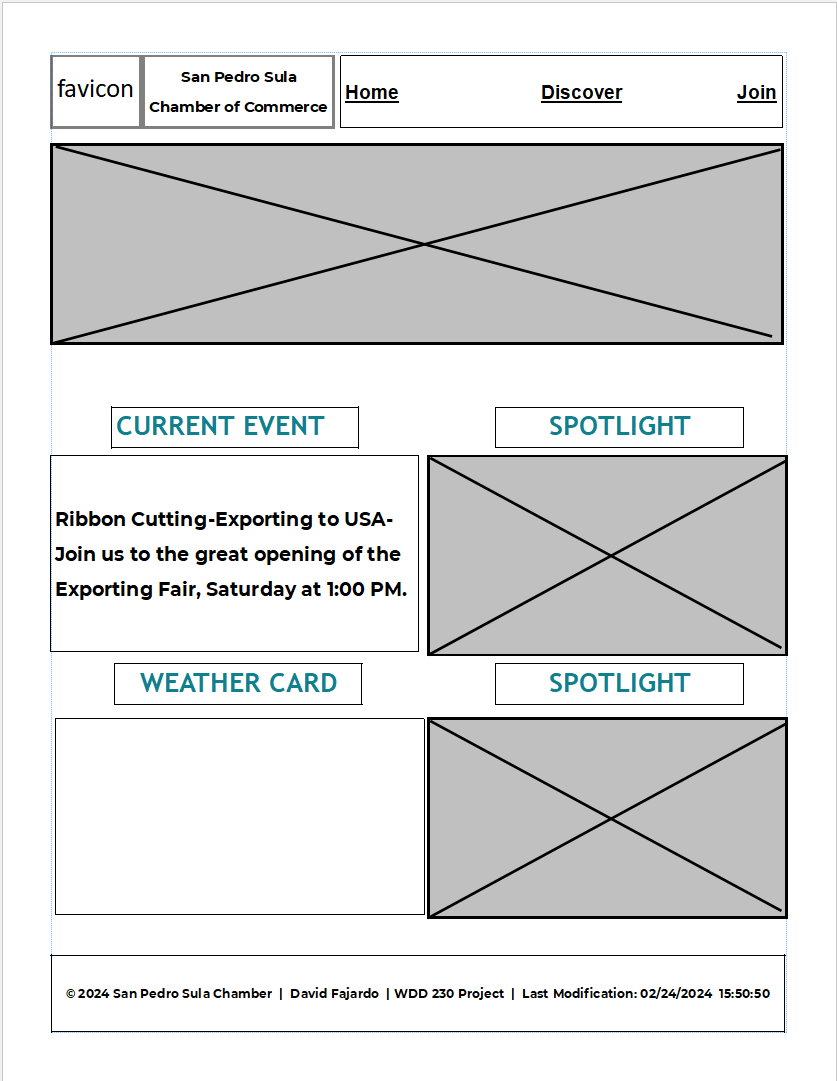 favicon
San Pedro Sula
Chamber of Commerce
Home Discover Join
CURRENT EVENT
SPOTLIGHT
Ribbon Cutting-Exporting to USA-
Join us to the great opening of the
Exporting Fair, Saturday at 1:00 PM.
WEATHER CARD
SPOTLIGHT
© 2024 San Pedro Sula Chamber | David Fajardo | WDD 230 Project | Last Modification: 02/24/2024 15:50:50